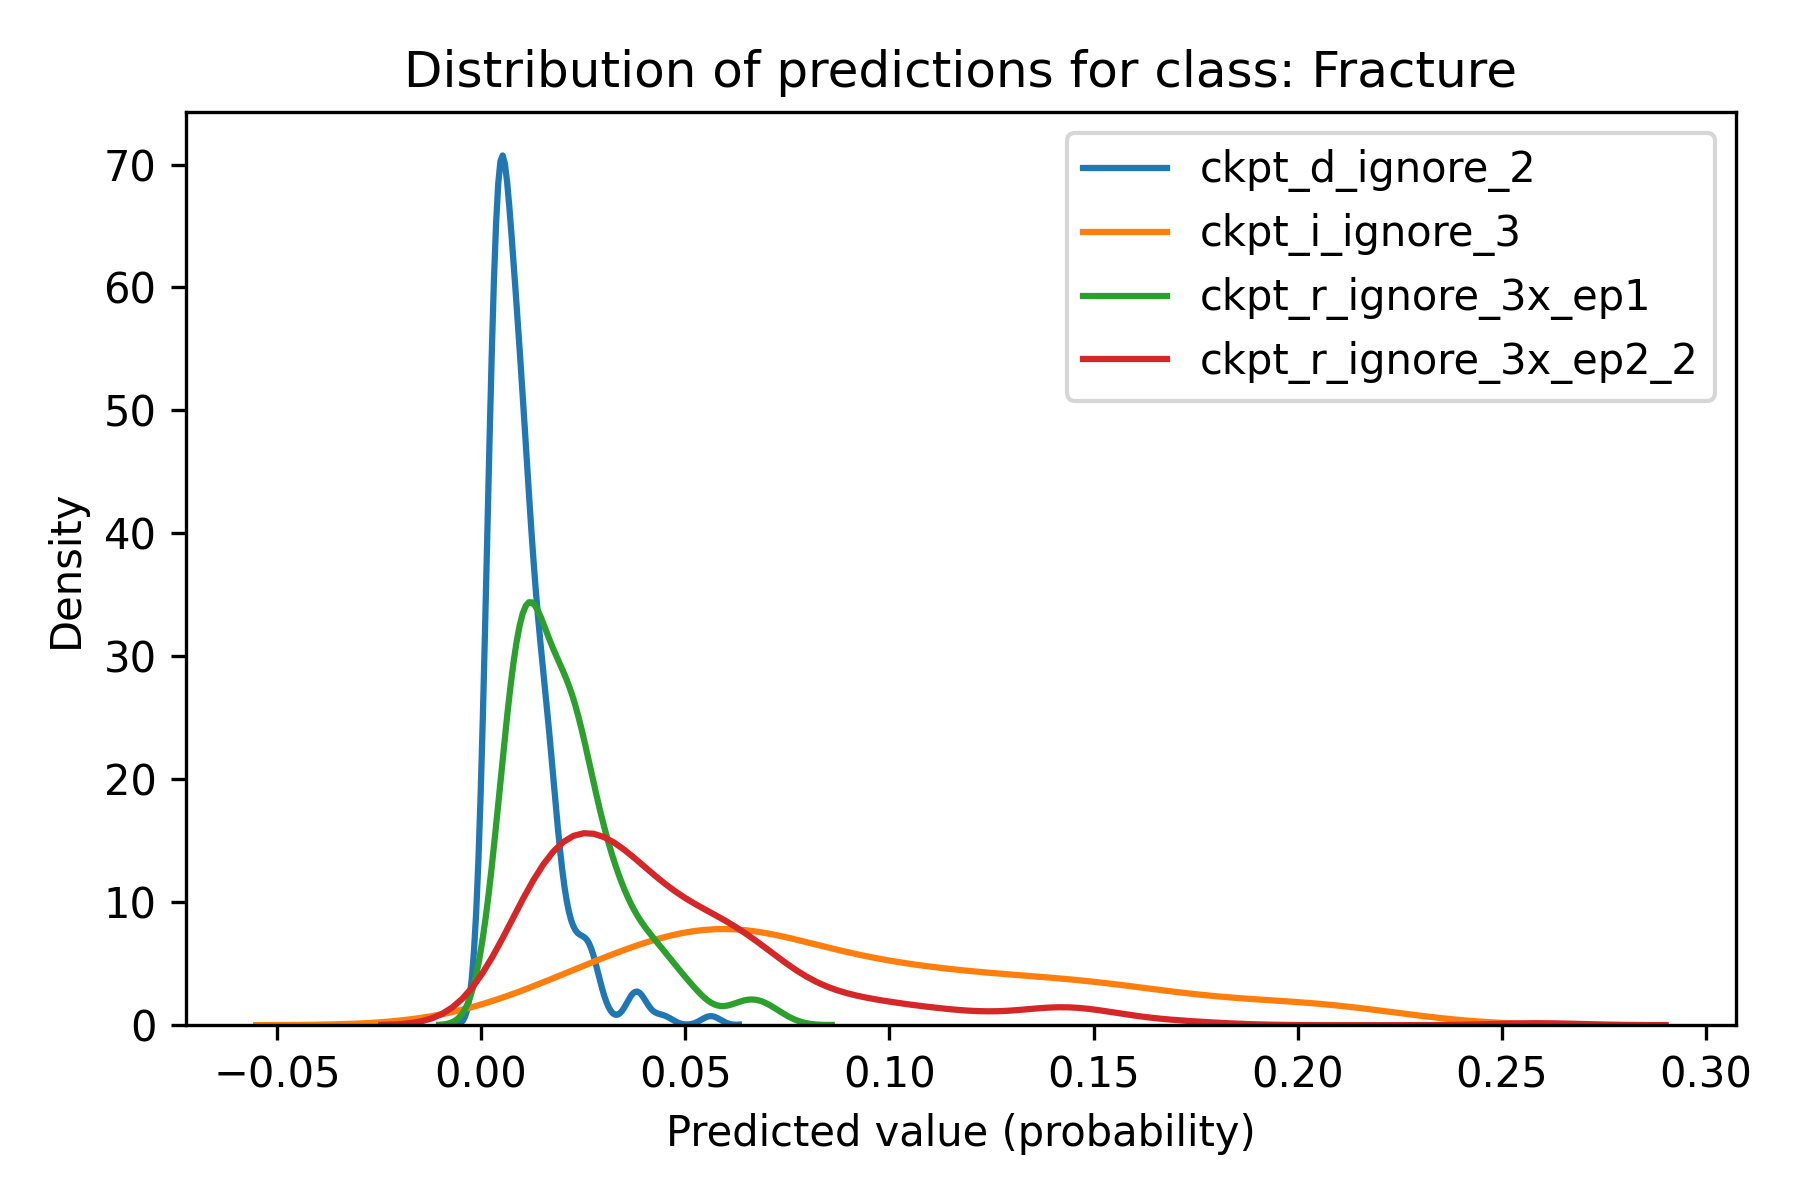 Distribution of predictions for class: Fracture
ckpt_d_ignore_2
ckpt_i_ignore_3
ckpt_r_ignore_3x_ep1
ckpt_r_ignore_3x_ep2_2
Density
70
60
50
40
30
20
10
0
−0.05 0.00 0.05 0.10 0.15 0.20 0.25 0.30
Predicted value (probability)